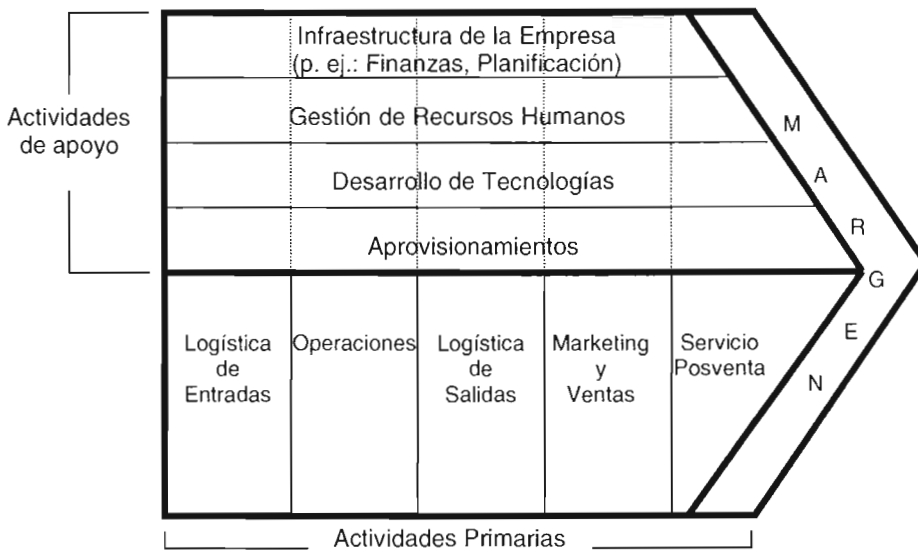 Infraestructura de la Empresa
(p. ej.: Finanzas, Planificación)
Actividades
de apoyo
Gestión de Recursos Humanos
Desarrollo de Tecnologías
Aprovisionamientos
Logística
de
Entradas
Operaciones
Logística
de
Salidas
Marketing
y
Ventas
Servicio
Posventa
M
A
R
G
E
N
Actividades Primarias